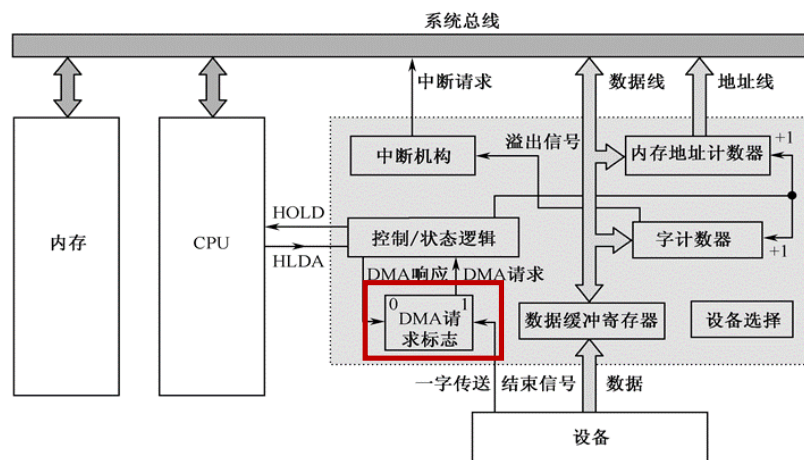 系统总线
中断请求
数据线
地址线
中断机构
溢出信号
内存地址计数器
+1
HOLD
控制/状态逻辑
字计数器
+1
内存
CPU
HLDA
DMA响应
DMA请求
0
1
DMA请
求标志
数据缓冲寄存器
设备选择
一字传送
结束信号
数据
设备